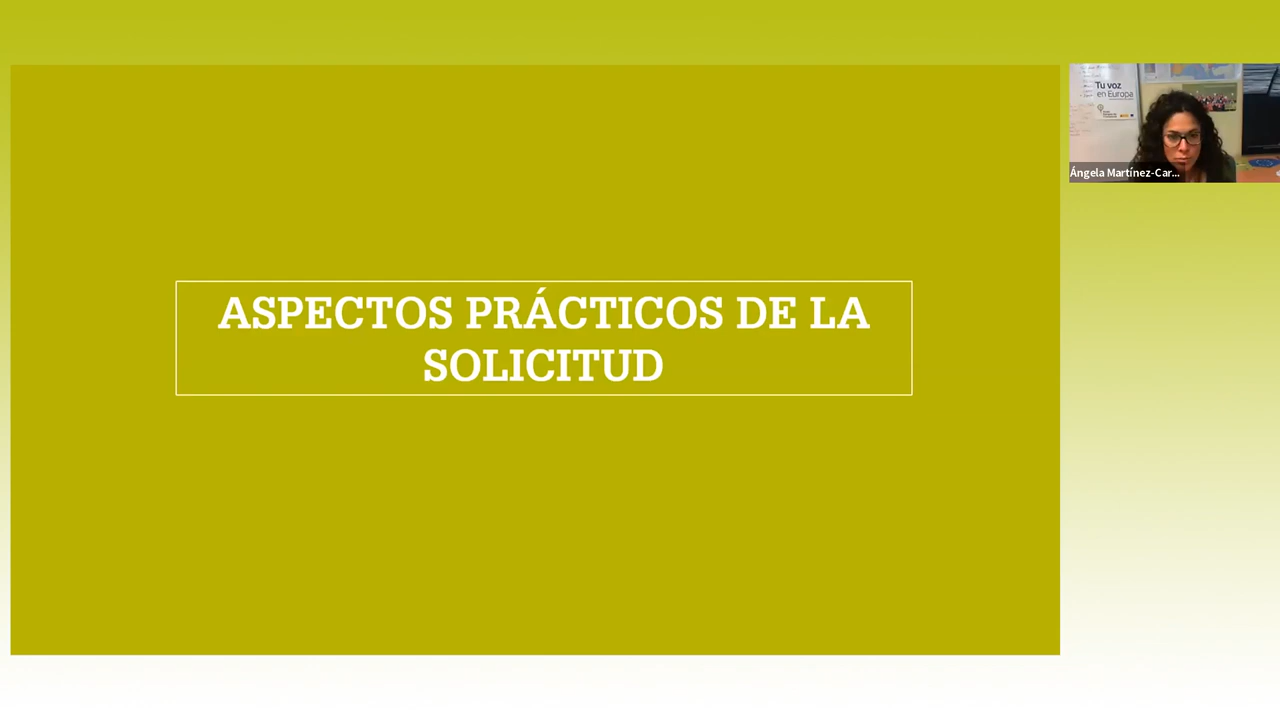 ASPECTOS PRÁCTICOS DE LA
SOLICITUD
Tu voz
en Europa
Ángela Martínez-Car...